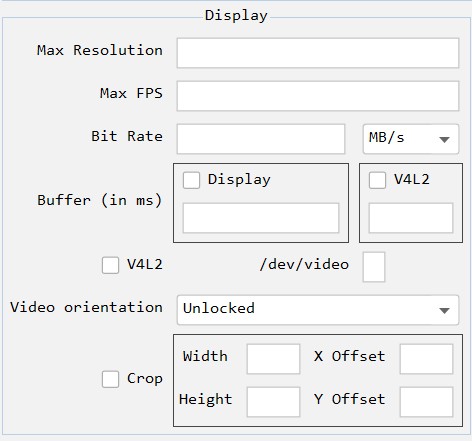 Display
Max Resolution
Max FPS
Bit Rate MB/s
Display V4L2
Buffer (in ms)
V4L2 /dev/video
Video orientation Unlocked
Width X Offset
Crop
Height Y Offset